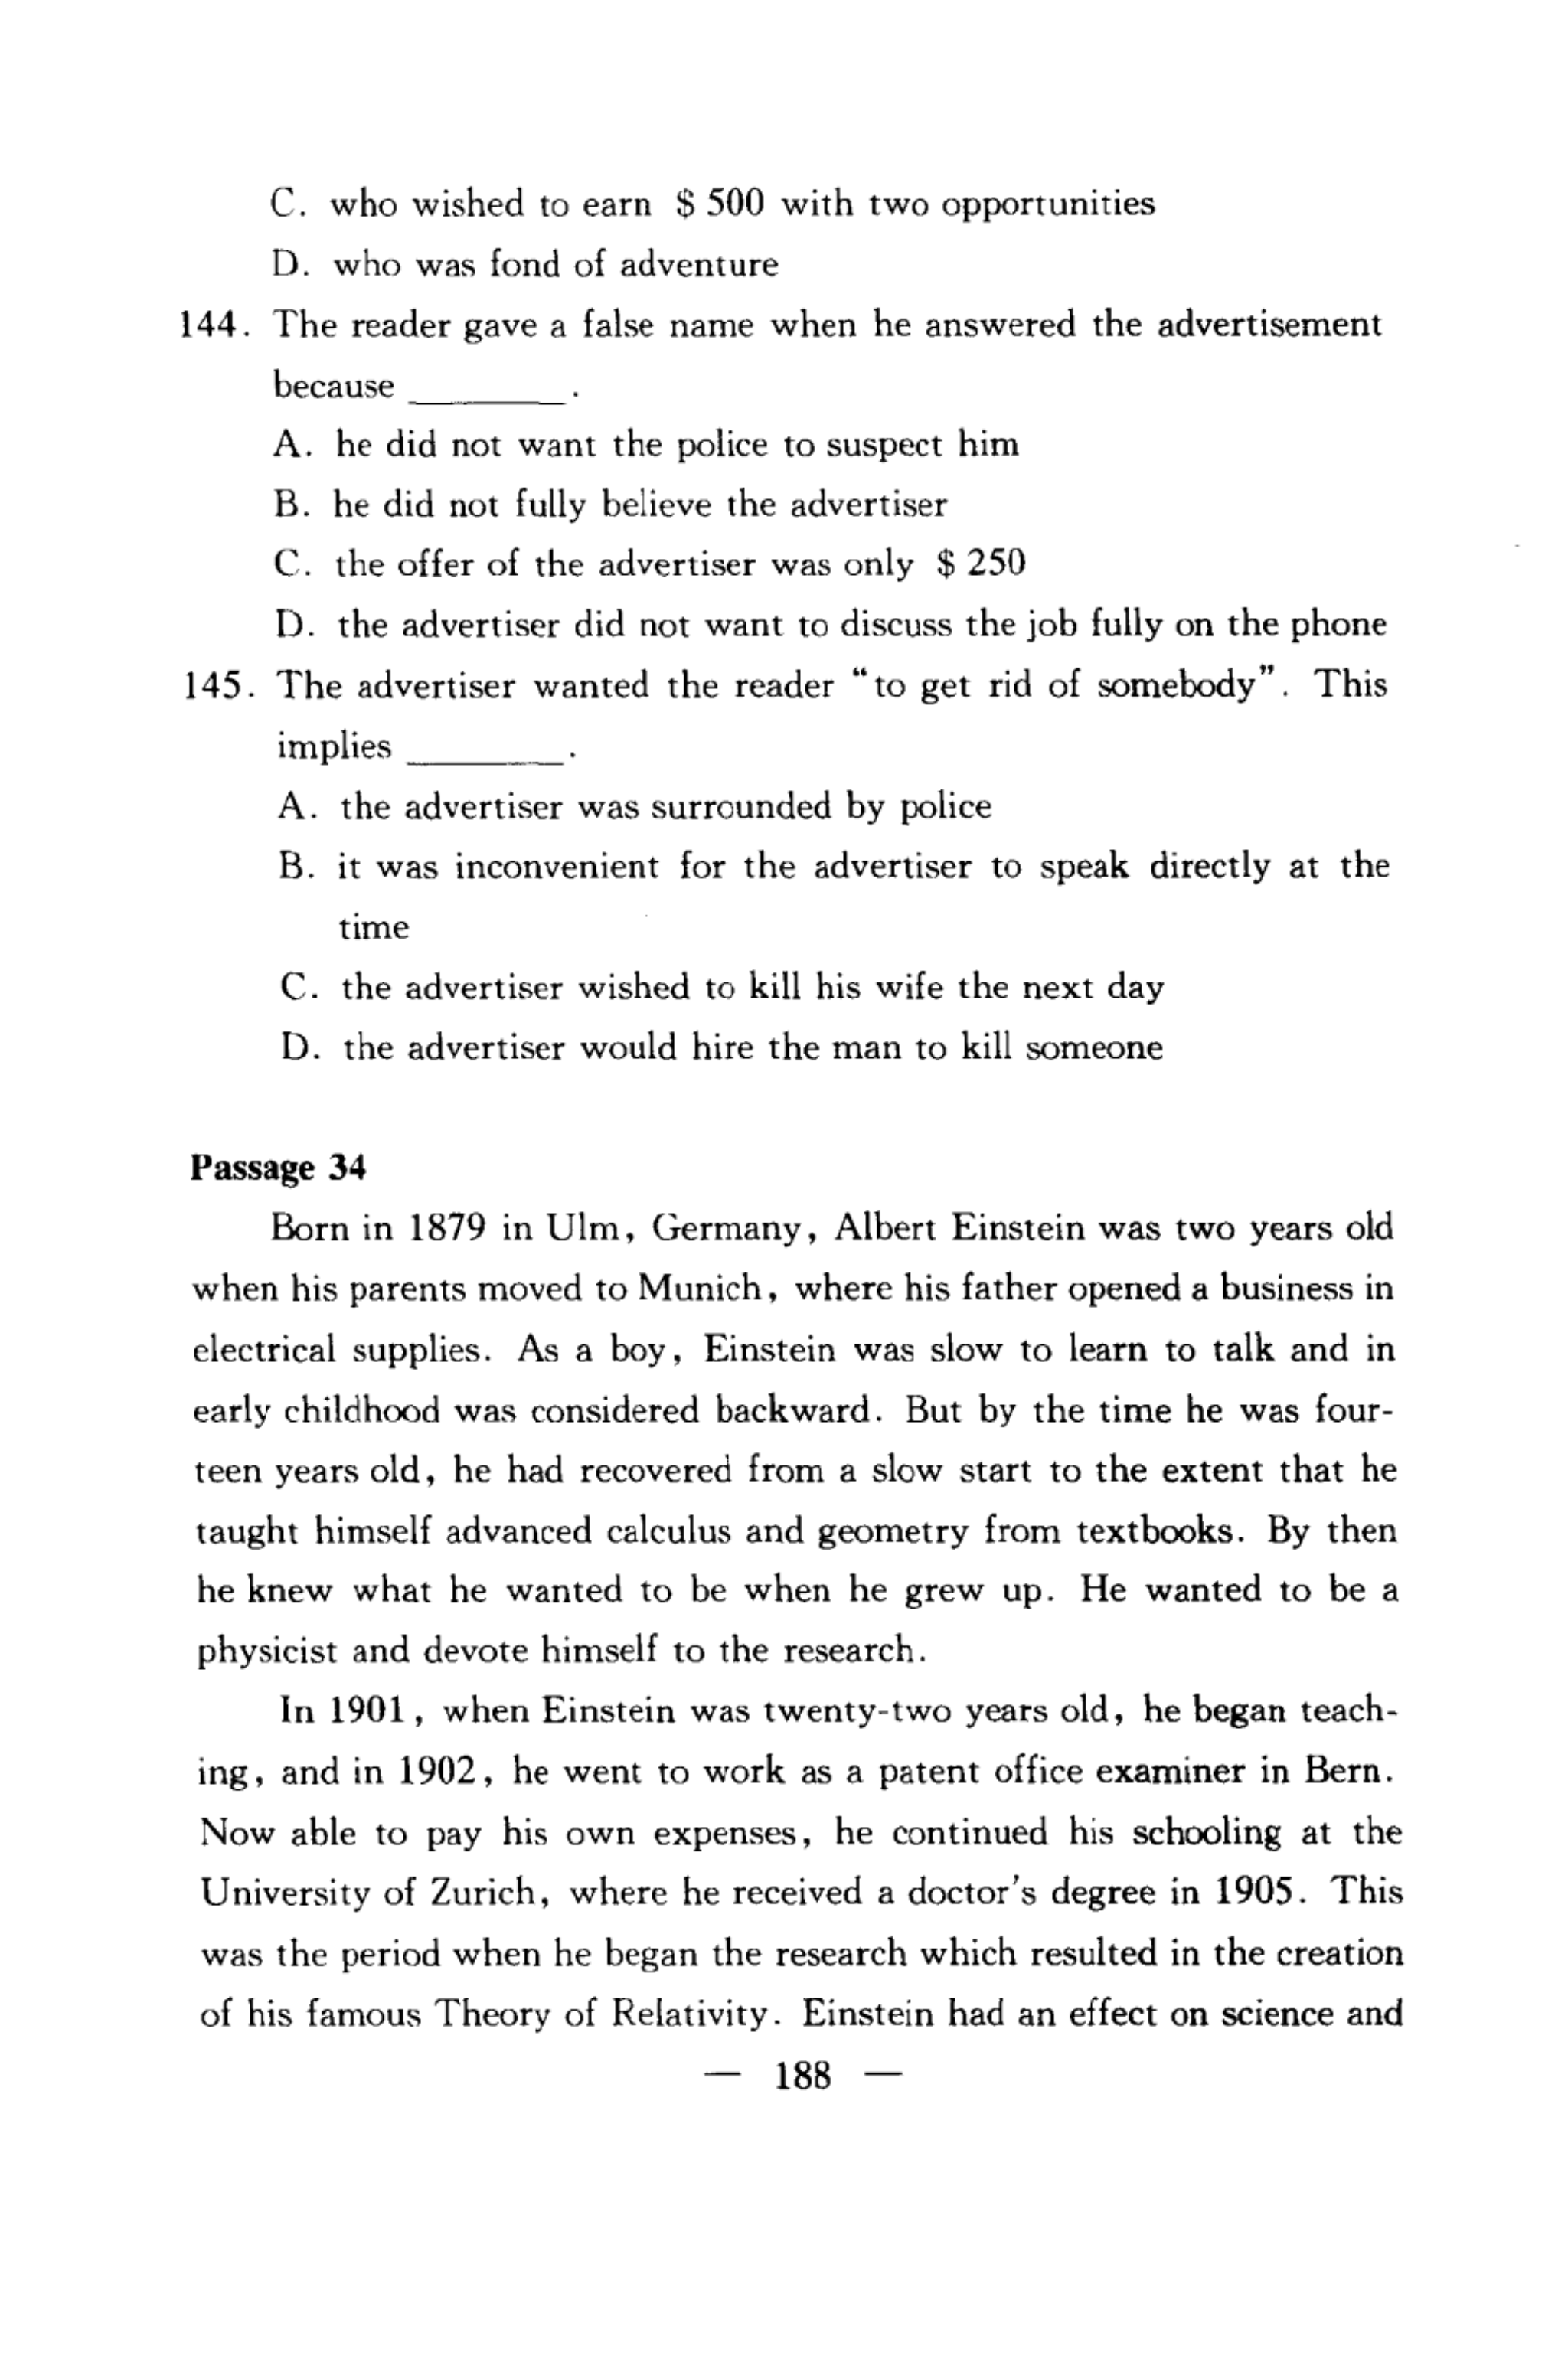 C. who wished to earn $ 500 with two opportunities
D. who was fond of adventure
144. The reader gave a false name when he answered the advertisement
because ________ .
A. he did not want the police to suspect him
B. he did not fully believe the advertiser
C. the offer of the advertiser was only $ 250
D. the advertiser did not want to discuss the job fully on the phone
145. The advertiser wanted the reader “to get rid of somebody”. This
implies ________ .
A. the advertiser was surrounded by police
B. it was inconvenient for the advertiser to speak directly at the
time
C. the advertiser wished to kill his wife the next day
D. the advertiser would hire the man to kill someone
Passage 34
Born in 1879 in Ulm, Germany, Albert Einstein was two years old
when his parents moved to Munich, where his father opened a business in
electrical supplies. As a boy, Einstein was slow to learn to talk and in
early childhood was considered backward. But by the time he was four-
teen years old, he had recovered from a slow start to the extent that he
taught himself advanced calculus and geometry from textbooks. By then
he knew what he wanted to be when he grew up. He wanted to be a
physicist and devote himself to the research.
In 1901, when Einstein was twenty-two years old, he began teach-
ing, and in 1902, he went to work as a patent office examiner in Bern.
Now able to pay his own expenses, he continued his schooling at the
University of Zurich, where he received a doctor's degree in 1905. This
was the period when he began the research which resulted in the creation
of his famous Theory of Relativity. Einstein had an effect on science and
— 188 —